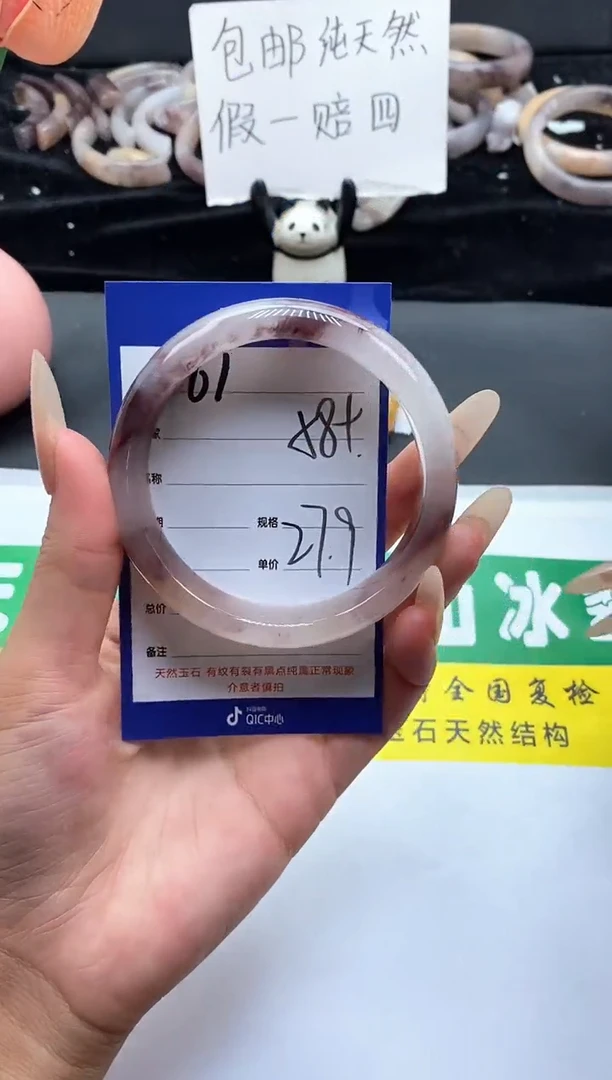 包邮纯天然
假一赔四
61
规格
27.9
单价
总价
备注
天然玉石 有纹有裂有黑点纯属正常现象
介意者慎拍
QIC中心
冰
全国复检
玉石天然结构